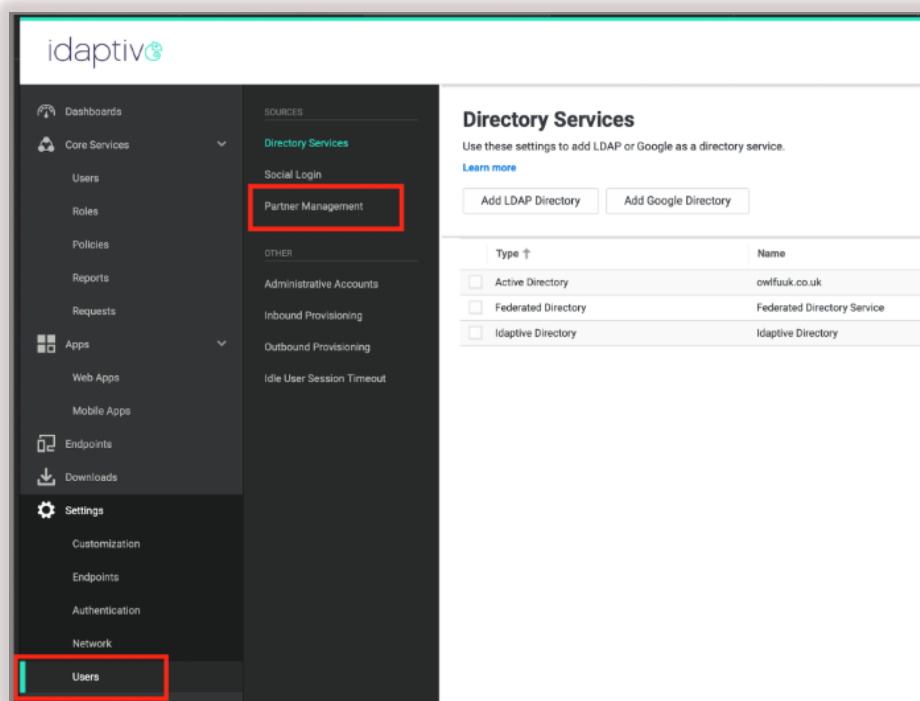 idaptive
Dashboards
Core Services
Users
Roles
Policies
Reports
Requests
Apps
Web Apps
Mobile Apps
Endpoints
Downloads
Settings
Customization
Endpoints
Authentication
Network
Users
SOURCES
Directory Services
Social Login
Partner Management
OTHER
Administrative Accounts
Inbound Provisioning
Outbound Provisioning
Idle User Session Timeout
Directory Services
Use these settings to add LDAP or Google as a directory service.
Learn more
Add LDAP Directory Add Google Directory
Type ↑ Name
Active Directory owlfuuk.co.uk
Federated Directory Federated Directory Service
Idaptive Directory Idaptive Directory